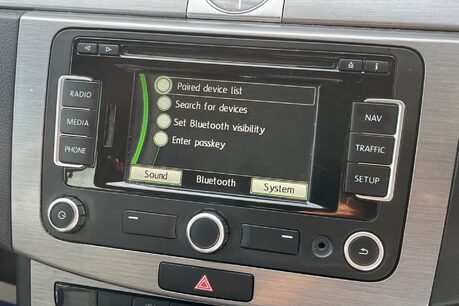 i
RADIO
MEDIA
PHONE
Paired device list
Search for devices
Set Bluetooth visibility
Enter passkey
Sound
Bluetooth
System
NAV
TRAFFIC
SETUP